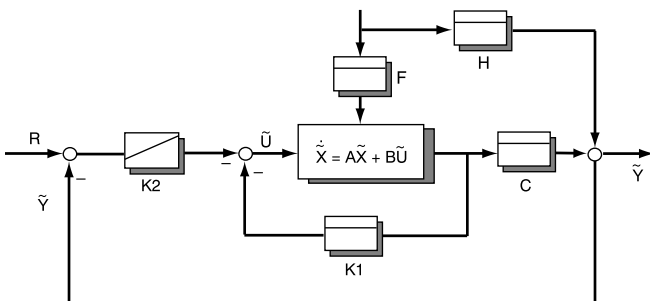 H
F
R
–
K2
–
Ũ
–
Ẋ̃ = AX̃ + BŨ
C
Ỹ
–
Ỹ
K1